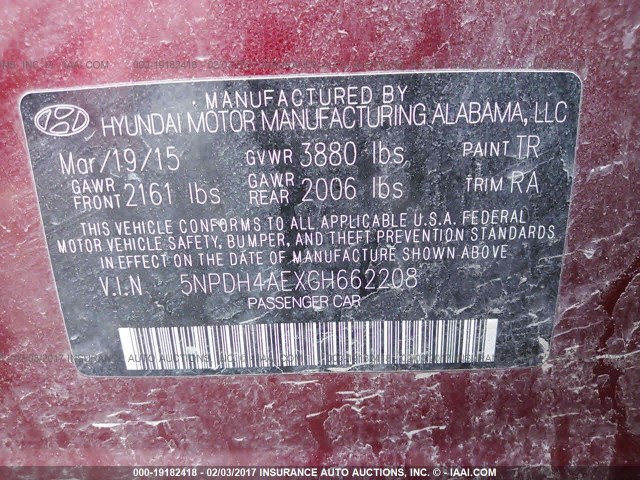 MANUFACTURED BY
HYUNDAI MOTOR MANUFACTURING ALABAMA, LLC
Mar/19/15 GVWR 3880 lbs PAINT TR
GAWR FRONT 2161 lbs GAWR REAR 2006 lbs TRIM RA
THIS VEHICLE CONFORMS TO ALL APPLICABLE U.S.A. FEDERAL
MOTOR VEHICLE SAFETY, BUMPER, AND THEFT PREVENTION STANDARDS
IN EFFECT ON THE DATE OF MANUFACTURE SHOWN ABOVE
V.I.N 5NPDH4AEXGH662208
PASSENGER CAR
000-19182418 - 02/03/2017 INSURANCE AUTO AUCTIONS, INC. © - IAAI.COM